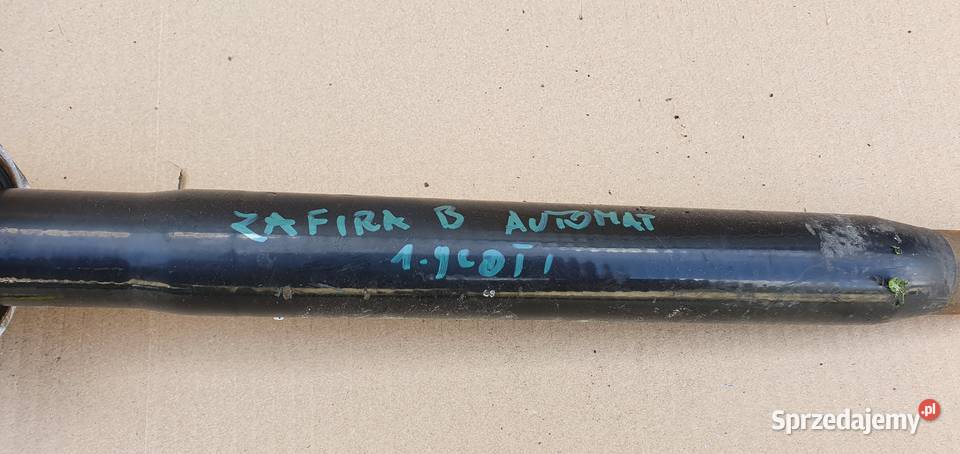 ZAFIRA B AUTOMAT
1.9CDTI
Sprzedajemy.pl